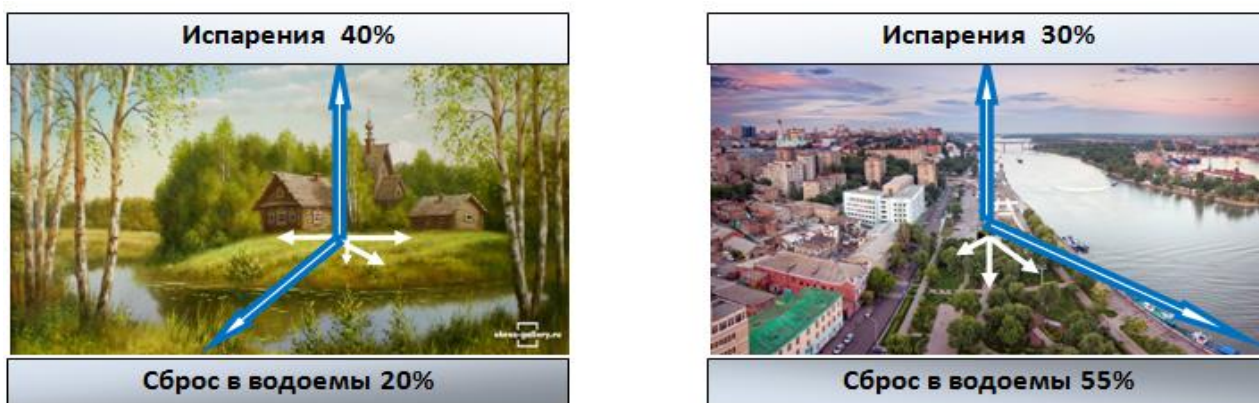 Испарения 40%
Испарения 30%
Сброс в водоемы 20%
Сброс в водоемы 55%